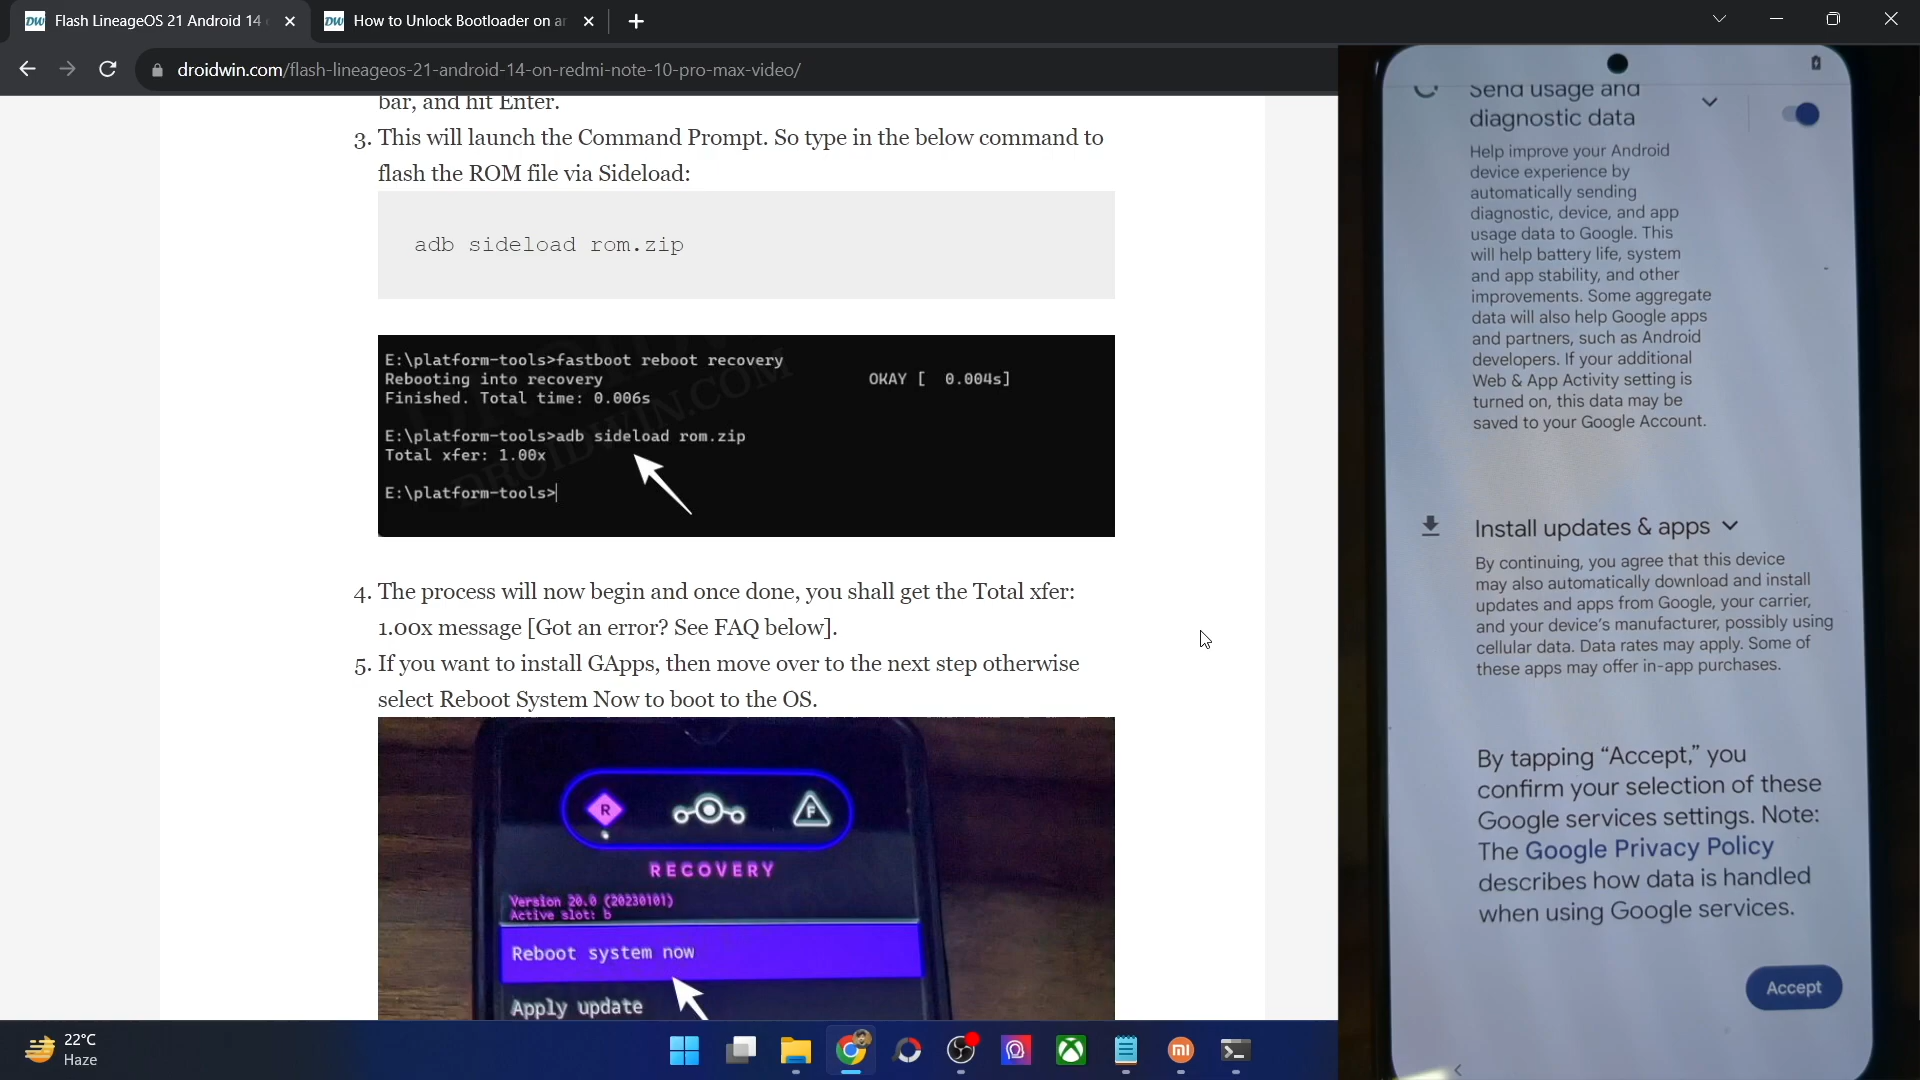 Flash LineageOS 21 Android 14
How to Unlock Bootloader on an
droidwin.com/flash-lineageos-21-android-14-on-redmi-note-10-pro-max-video/
bar, and hit Enter.
3. This will launch the Command Prompt. So type in the below command to
flash the ROM file via Sideload:
adb sideload rom.zip
E:\platform-tools>fastboot reboot recovery
Rebooting into recovery OKAY [ 0.004s]
Finished. Total time: 0.006s
E:\platform-tools>adb sideload rom.zip
Total xfer: 1.00x
E:\platform-tools>
DROIDWIN.COM
4. The process will now begin and once done, you shall get the Total xfer:
1.00x message [Got an error? See FAQ below].
5. If you want to install GApps, then move over to the next step otherwise
select Reboot System Now to boot to the OS.
R
F
RECOVERY
Version 20.0 (20230101)
Active slot: b
Reboot system now
Apply update
Send usage and
diagnostic data
Help improve your Android
device experience by
automatically sending
diagnostic, device, and app
usage data to Google. This
will help battery life, system
and app stability, and other
improvements. Some aggregate
data will also help Google apps
and partners, such as Android
developers. If your additional
Web & App Activity setting is
turned on, this data may be
saved to your Google Account.
Install updates & apps
By continuing, you agree that this device
may also automatically download and install
updates and apps from Google, your carrier,
and your device's manufacturer, possibly using
cellular data. Data rates may apply. Some of
these apps may offer in-app purchases.
By tapping “Accept,” you
confirm your selection of these
Google services settings. Note:
The Google Privacy Policy
describes how data is handled
when using Google services.
Accept
22°C
Haze